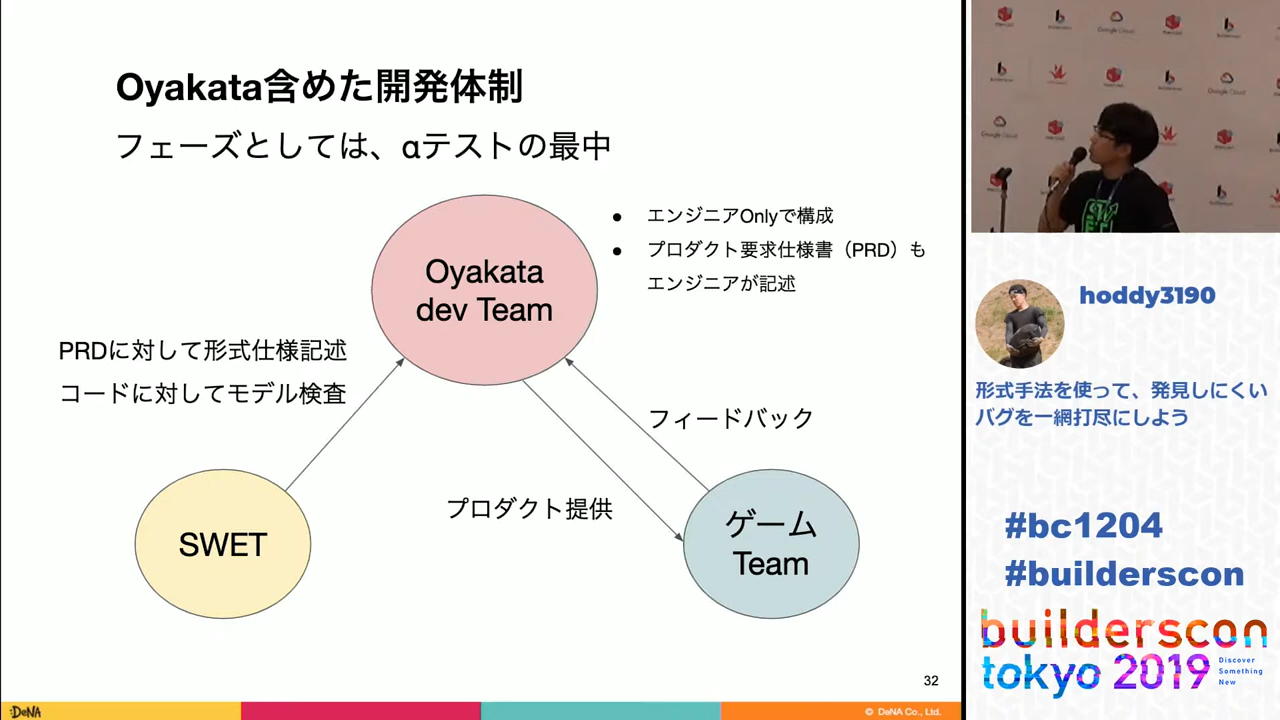 Oyakata含めた開発体制
フェーズとしては、αテストの最中
Oyakata
dev Team
● エンジニアOnlyで構成
● プロダクト要求仕様書（PRD）も
エンジニアが記述
PRDに対して形式仕様記述
コードに対してモデル検査
フィードバック
プロダクト提供
SWET
ゲーム
Team
32
DeNA
© DeNA Co., Ltd.
hoddy3190
形式手法を使って、発見しにくい
バグを一網打尽にしよう
#bc1204
#builderscon
builderscon
tokyo 2019
Discover
Something
New
Google Cloud
Google Cloud
Google Cloud